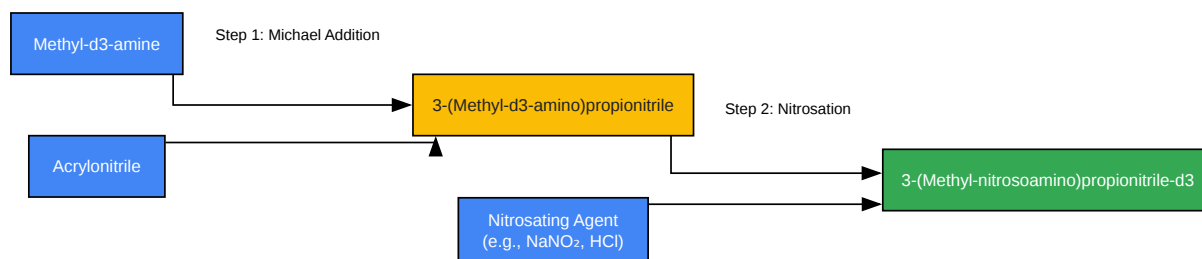 Methyl-d3-amine
Step 1: Michael Addition
3-(Methyl-d3-amino)propionitrile
Step 2: Nitrosation
Acrylonitrile
3-(Methyl-nitrosoamino)propionitrile-d3
Nitrosating Agent
(e.g., NaNO₂, HCl)